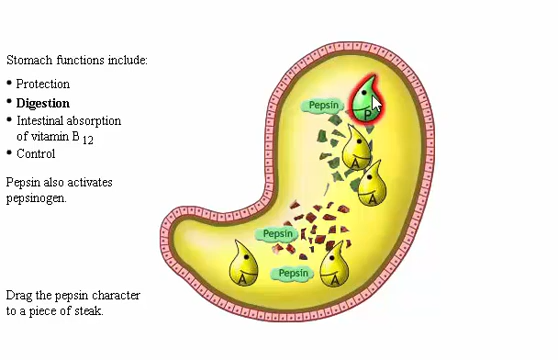 Stomach functions include:
• Protection
• Digestion
• Intestinal absorption
of vitamin B 12
• Control
Pepsin also activates
pepsinogen.
Drag the pepsin character
to a piece of steak.
Pepsin
P
A
A
Pepsin
A
Pepsin
A